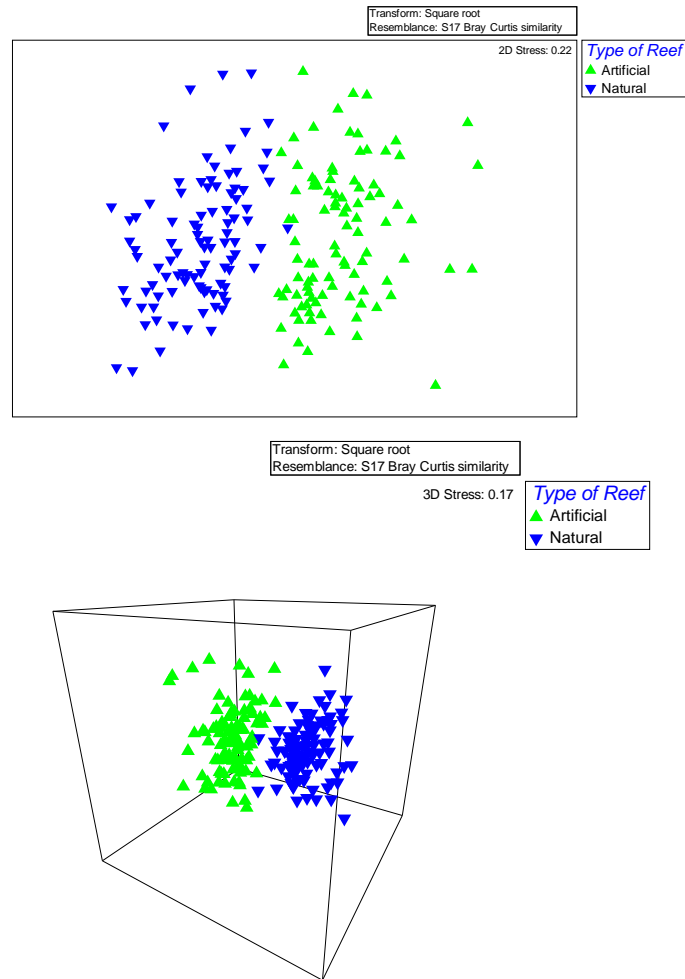 Transform: Square root
Resemblance: S17 Bray Curtis similarity
2D Stress: 0.22
Type of Reef
Artificial
Natural
Transform: Square root
Resemblance: S17 Bray Curtis similarity
3D Stress: 0.17
Type of Reef
Artificial
Natural